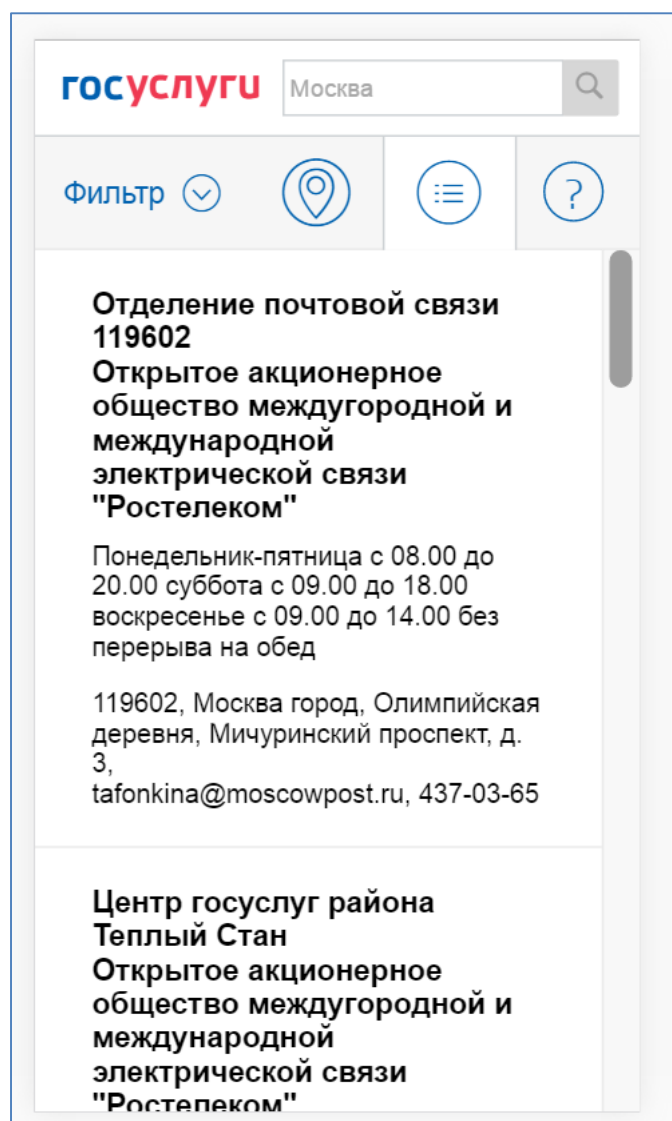 госуслуги
Москва
Фильтр
?
Отделение почтовой связи
119602
Открытое акционерное
общество междугородной и
международной
электрической связи
"Ростелеком"
Понедельник-пятница с 08.00 до
20.00 суббота с 09.00 до 18.00
воскресенье с 09.00 до 14.00 без
перерыва на обед
119602, Москва город, Олимпийская
деревня, Мичуринский проспект, д.
3,
tafonkina@moscowpost.ru, 437-03-65
Центр госуслуг района
Теплый Стан
Открытое акционерное
общество междугородной и
международной
электрической связи
"Ростелеком"